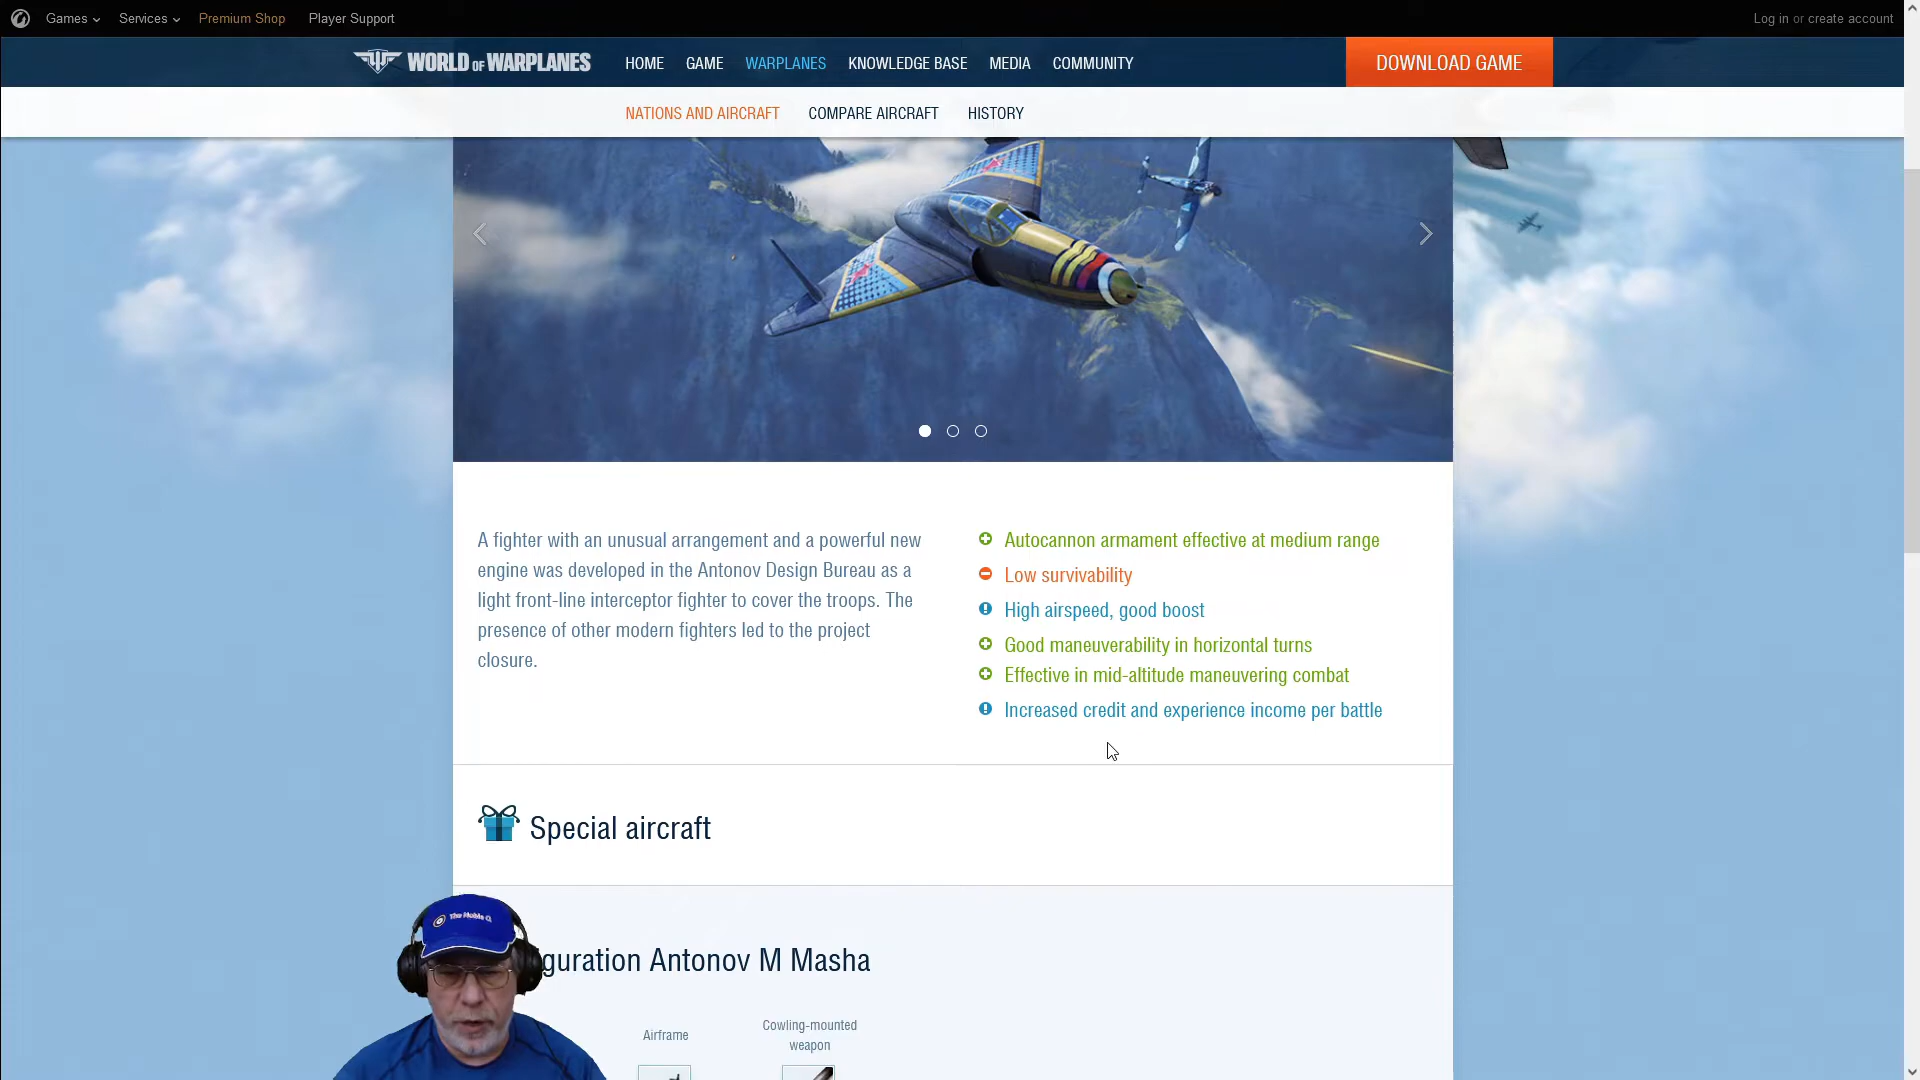 Games Services Premium Shop Player Support Log in or create account
WORLD OF WARPLANES HOME GAME WARPLANES KNOWLEDGE BASE MEDIA COMMUNITY DOWNLOAD GAME
NATIONS AND AIRCRAFT COMPARE AIRCRAFT HISTORY
A fighter with an unusual arrangement and a powerful new
engine was developed in the Antonov Design Bureau as a
light front-line interceptor fighter to cover the troops. The
presence of other modern fighters led to the project
closure.
Autocannon armament effective at medium range
Low survivability
High airspeed, good boost
Good maneuverability in horizontal turns
Effective in mid-altitude maneuvering combat
Increased credit and experience income per battle
Special aircraft
The Noble Q
guration Antonov M Masha
Airframe
Cowling-mounted
weapon